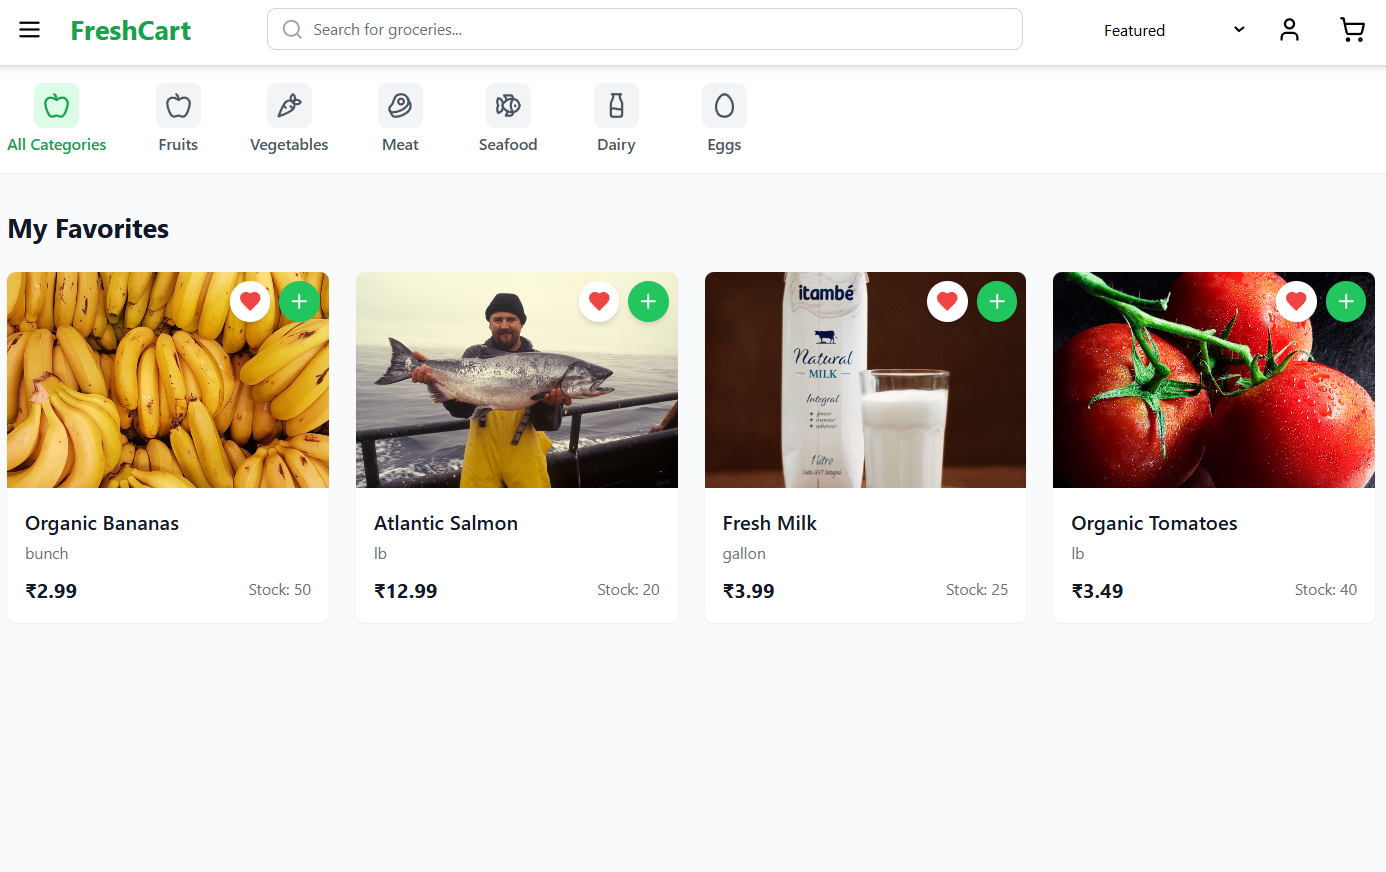 FreshCart
Search for groceries...
Featured
All Categories
Fruits
Vegetables
Meat
Seafood
Dairy
Eggs
My Favorites
itambé
Natural
MILK
Integral
1 litro
Organic Bananas
bunch
₹2.99
Stock: 50
Atlantic Salmon
lb
₹12.99
Stock: 20
Fresh Milk
gallon
₹3.99
Stock: 25
Organic Tomatoes
lb
₹3.49
Stock: 40